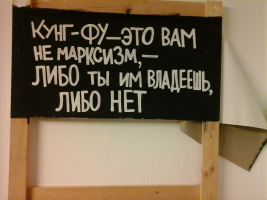 КУНГ-ФУ—ЭТО ВАМ
НЕ МАРКСИЗМ,—
ЛИБО ТЫ ИМ ВЛАДЕЕШЬ,
ЛИБО НЕТ